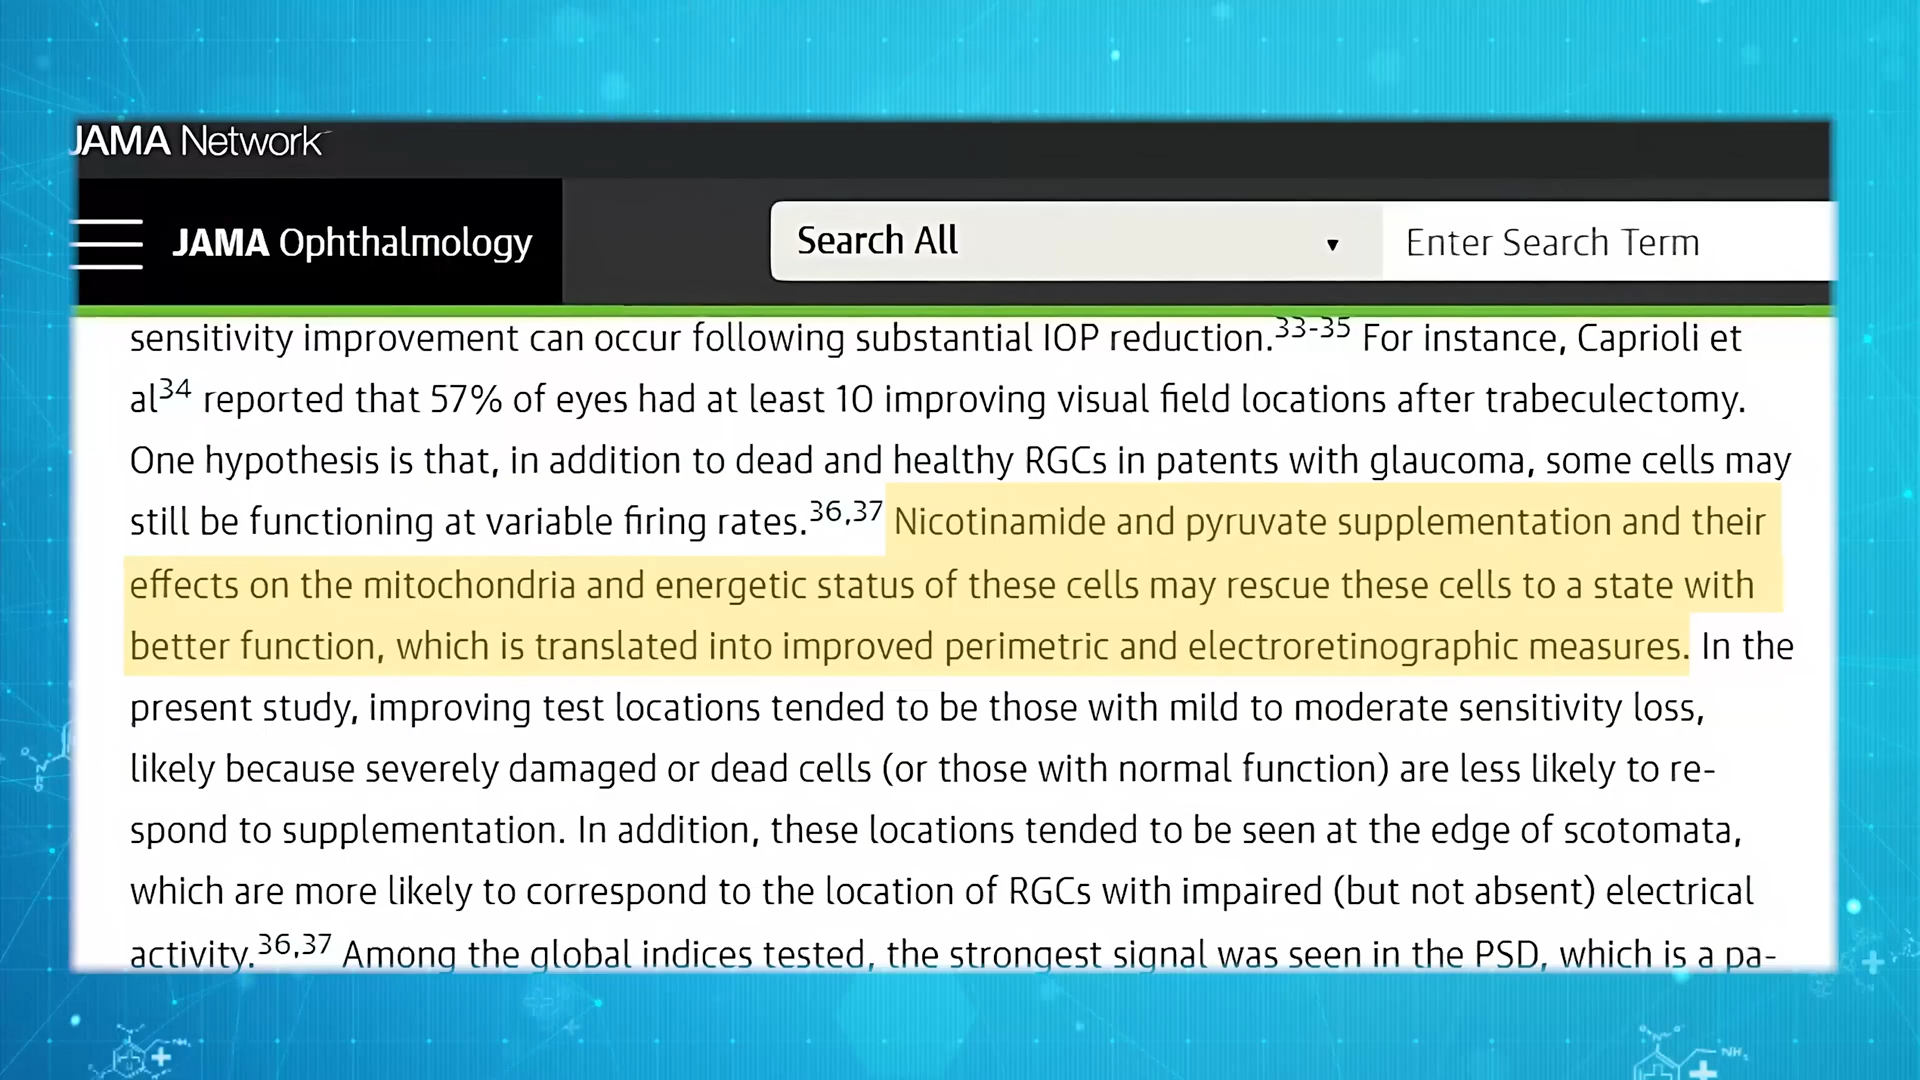 JAMA Network
JAMA Ophthalmology
Search All
Enter Search Term
sensitivity improvement can occur following substantial IOP reduction.33-35 For instance, Caprioli et
al34 reported that 57% of eyes had at least 10 improving visual field locations after trabeculectomy.
One hypothesis is that, in addition to dead and healthy RGCs in patents with glaucoma, some cells may
still be functioning at variable firing rates.36,37 Nicotinamide and pyruvate supplementation and their
effects on the mitochondria and energetic status of these cells may rescue these cells to a state with
better function, which is translated into improved perimetric and electroretinographic measures. In the
present study, improving test locations tended to be those with mild to moderate sensitivity loss,
likely because severely damaged or dead cells (or those with normal function) are less likely to re-
spond to supplementation. In addition, these locations tended to be seen at the edge of scotomata,
which are more likely to correspond to the location of RGCs with impaired (but not absent) electrical
activity.36,37 Among the global indices tested, the strongest signal was seen in the PSD, which is a pa-
NH₂